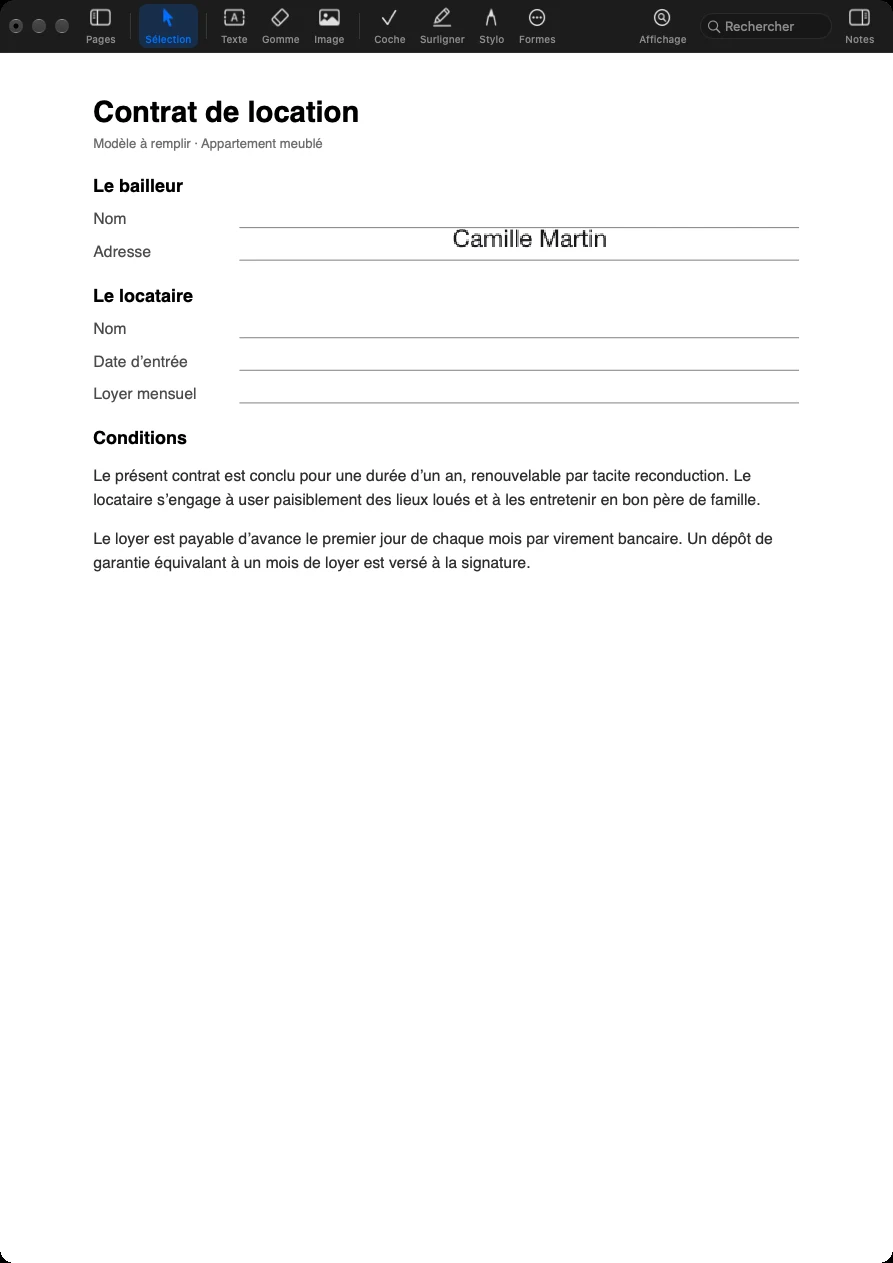 Pages
Sélection
Texte
Gomme
Image
Coche
Surligner
Stylo
Formes
Affichage
Rechercher
Notes
Contrat de location
Modèle à remplir · Appartement meublé
Le bailleur
Nom
Camille Martin
Adresse
Le locataire
Nom
Date d’entrée
Loyer mensuel
Conditions
Le présent contrat est conclu pour une durée d’un an, renouvelable par tacite reconduction. Le
locataire s’engage à user paisiblement des lieux loués et à les entretenir en bon père de famille.
Le loyer est payable d’avance le premier jour de chaque mois par virement bancaire. Un dépôt de
garantie équivalant à un mois de loyer est versé à la signature.